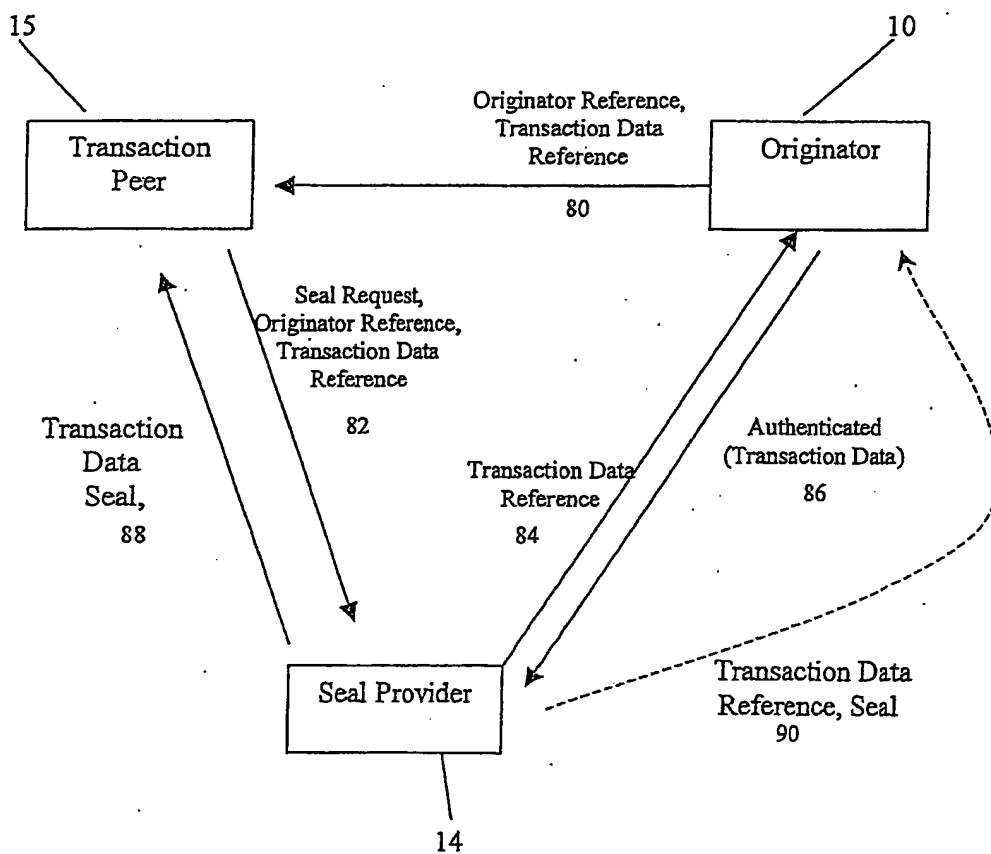 15
10
Transaction
Peer
Originator Reference,
Transaction Data
Reference
80
Originator
Seal Request,
Originator Reference,
Transaction Data
Reference
82
Transaction
Data
Seal,
88
Transaction Data
Reference
84
Authenticated
(Transaction Data)
86
Seal Provider
Transaction Data
Reference, Seal
90
14